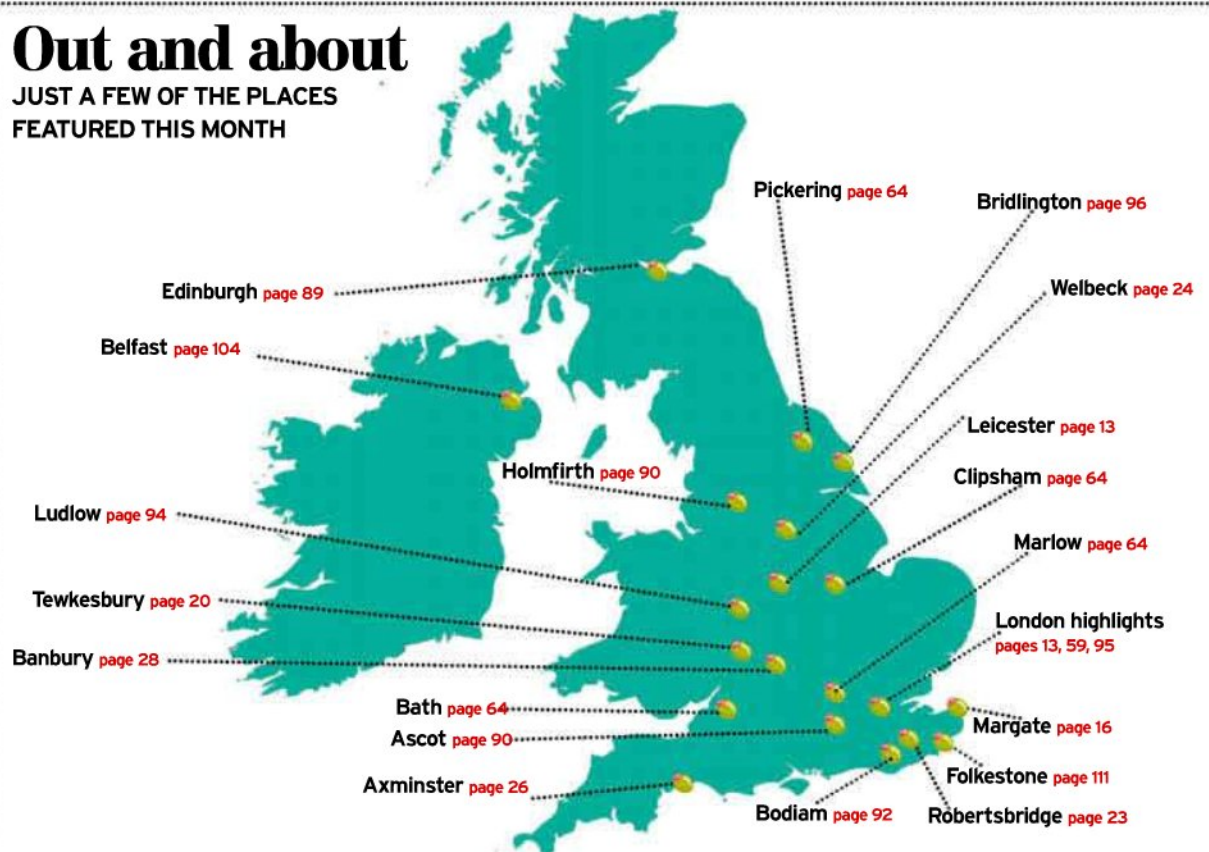 Out and about
JUST A FEW OF THE PLACES
FEATURED THIS MONTH
Pickering page 64
Bridlington page 96
Edinburgh page 89
Welbeck page 24
Belfast page 104
Leicester page 13
Holmfirth page 90
Clipsham page 64
Ludlow page 94
Marlow page 64
Tewkesbury page 20
London highlights
pages 13, 59, 95
Banbury page 28
Bath page 64
Margate page 16
Ascot page 90
Folkestone page 111
Axminster page 26
Bodiam page 92
Robertsbridge page 23